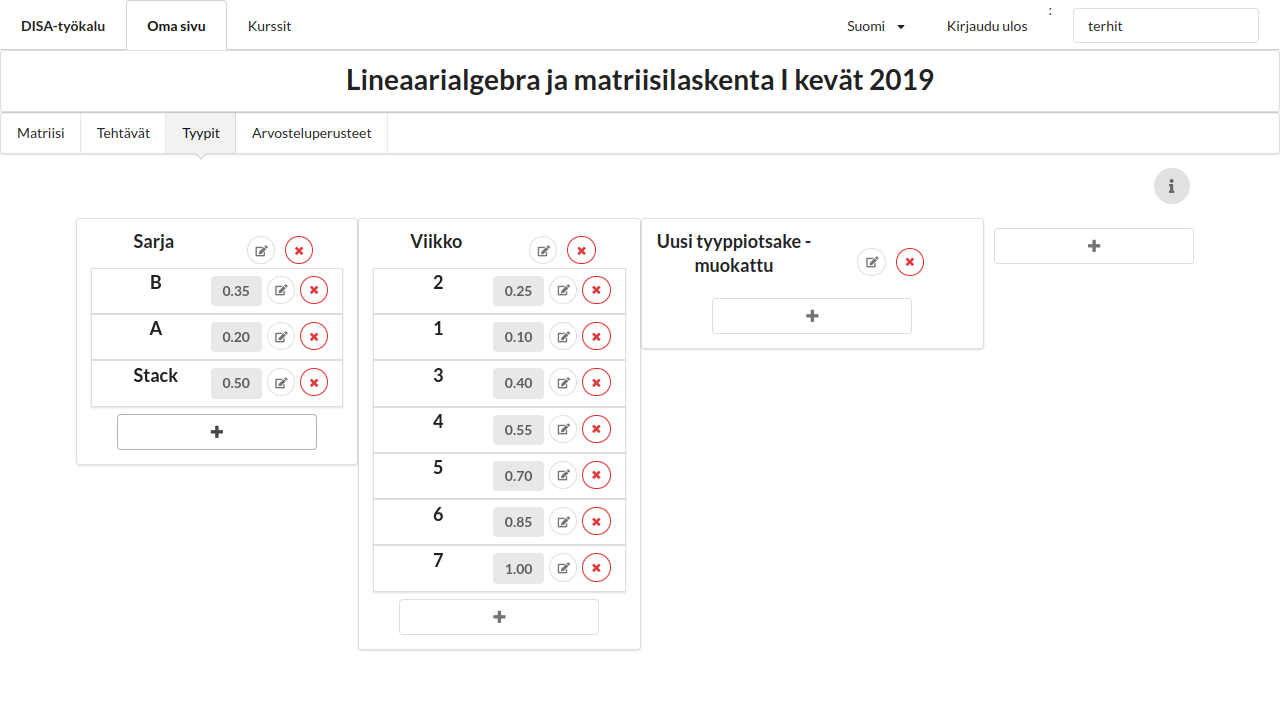 DISA-työkalu Oma sivu Kurssit Suomi Kirjaudu ulos : terhit
Lineaarialgebra ja matriisilaskenta I kevät 2019
Matriisi Tehtävät Tyypit Arvosteluperusteet
Sarja
B 0.35
A 0.20
Stack 0.50
Viikko
2 0.25
1 0.10
3 0.40
4 0.55
5 0.70
6 0.85
7 1.00
Uusi tyyppiotsake -
muokattu